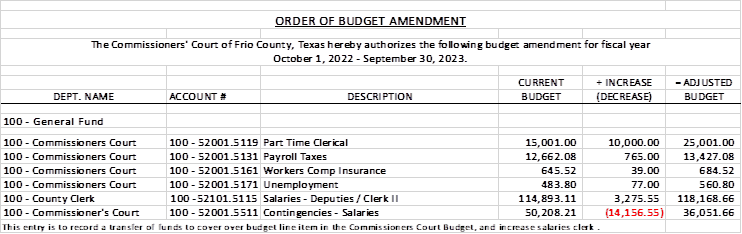 ORDER OF BUDGET AMENDMENT
The Commissioners' Court of Frio County, Texas hereby authorizes the following budget amendment for fiscal year
October 1, 2022 - September 30, 2023.
CURRENT + INCREASE = ADJUSTED
DEPT. NAME ACCOUNT # DESCRIPTION BUDGET (DECREASE) BUDGET
100 - General Fund
100 - Commissioners Court 100 - 52001.5119 Part Time Clerical 15,001.00 10,000.00 25,001.00
100 - Commissioners Court 100 - 52001.5131 Payroll Taxes 12,662.08 765.00 13,427.08
100 - Commissioners Court 100 - 52001.5161 Workers Comp Insurance 645.52 39.00 684.52
100 - Commissioners Court 100 - 52001.5171 Unemployment 483.80 77.00 560.80
100 - County Clerk 100 -52101.5115 Salaries - Deputies / Clerk II 114,893.11 3,275.55 118,168.66
100 - Commissioner's Court 100 - 52001.5511 Contingencies - Salaries 50,208.21 (14,156.55) 36,051.66
This entry is to record a transfer of funds to cover over budget line item in the Commissioners Court Budget, and increase salaries clerk .